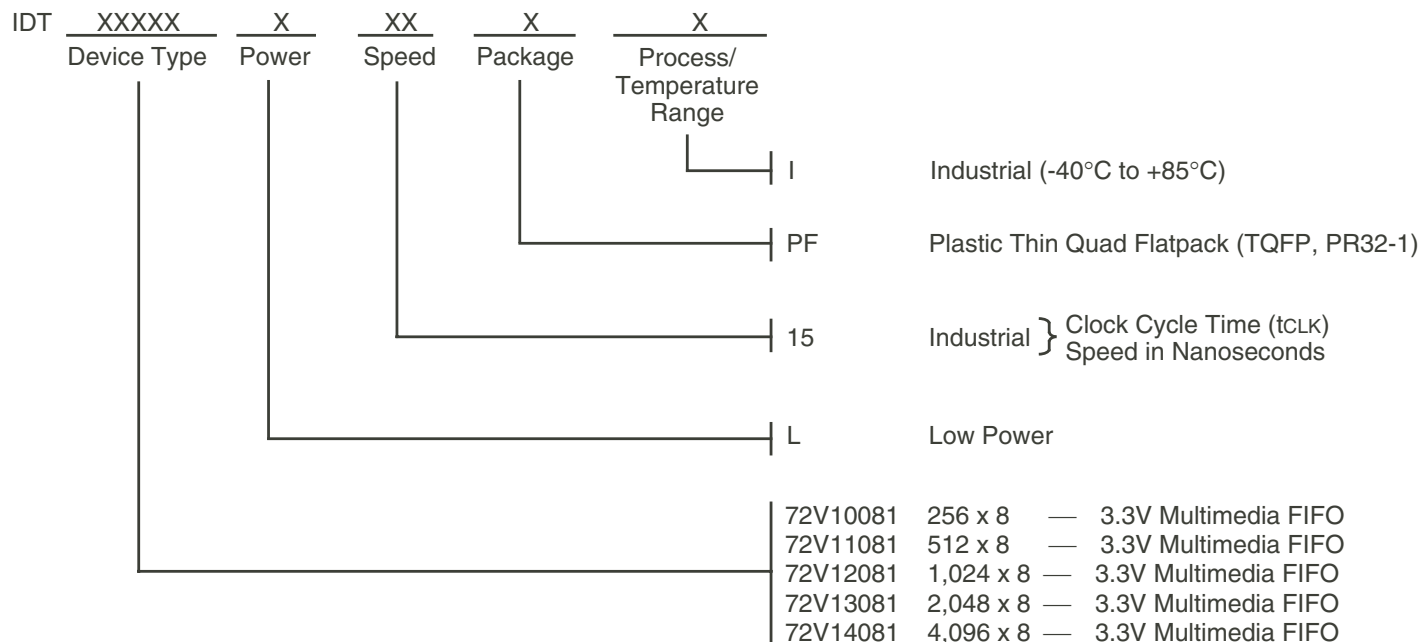 IDT XXXXX X XX X X
Device Type Power Speed Package Process/
Temperature
Range
I Industrial (-40°C to +85°C)
PF Plastic Thin Quad Flatpack (TQFP, PR32-1)
15 Industrial } Clock Cycle Time (tCLK)
Speed in Nanoseconds
L Low Power
72V10081 256 x 8 — 3.3V Multimedia FIFO
72V11081 512 x 8 — 3.3V Multimedia FIFO
72V12081 1,024 x 8 — 3.3V Multimedia FIFO
72V13081 2,048 x 8 — 3.3V Multimedia FIFO
72V14081 4,096 x 8 — 3.3V Multimedia FIFO